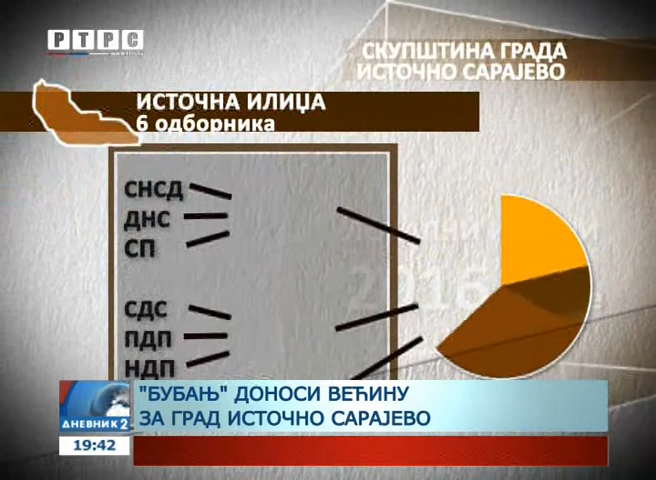 РТРС
СКУПШТИНА ГРАДА
ИСТОЧНО САРАЈЕВО
ИСТОЧНА ИЛИЏА
6 одборника
СНСД
ДНС
СП
2016
СДС
ПДП
НДП
"БУБАЊ" ДОНОСИ ВЕЋИНУ
ЗА ГРАД ИСТОЧНО САРАЈЕВО
ДНЕВНИК 2
19:42